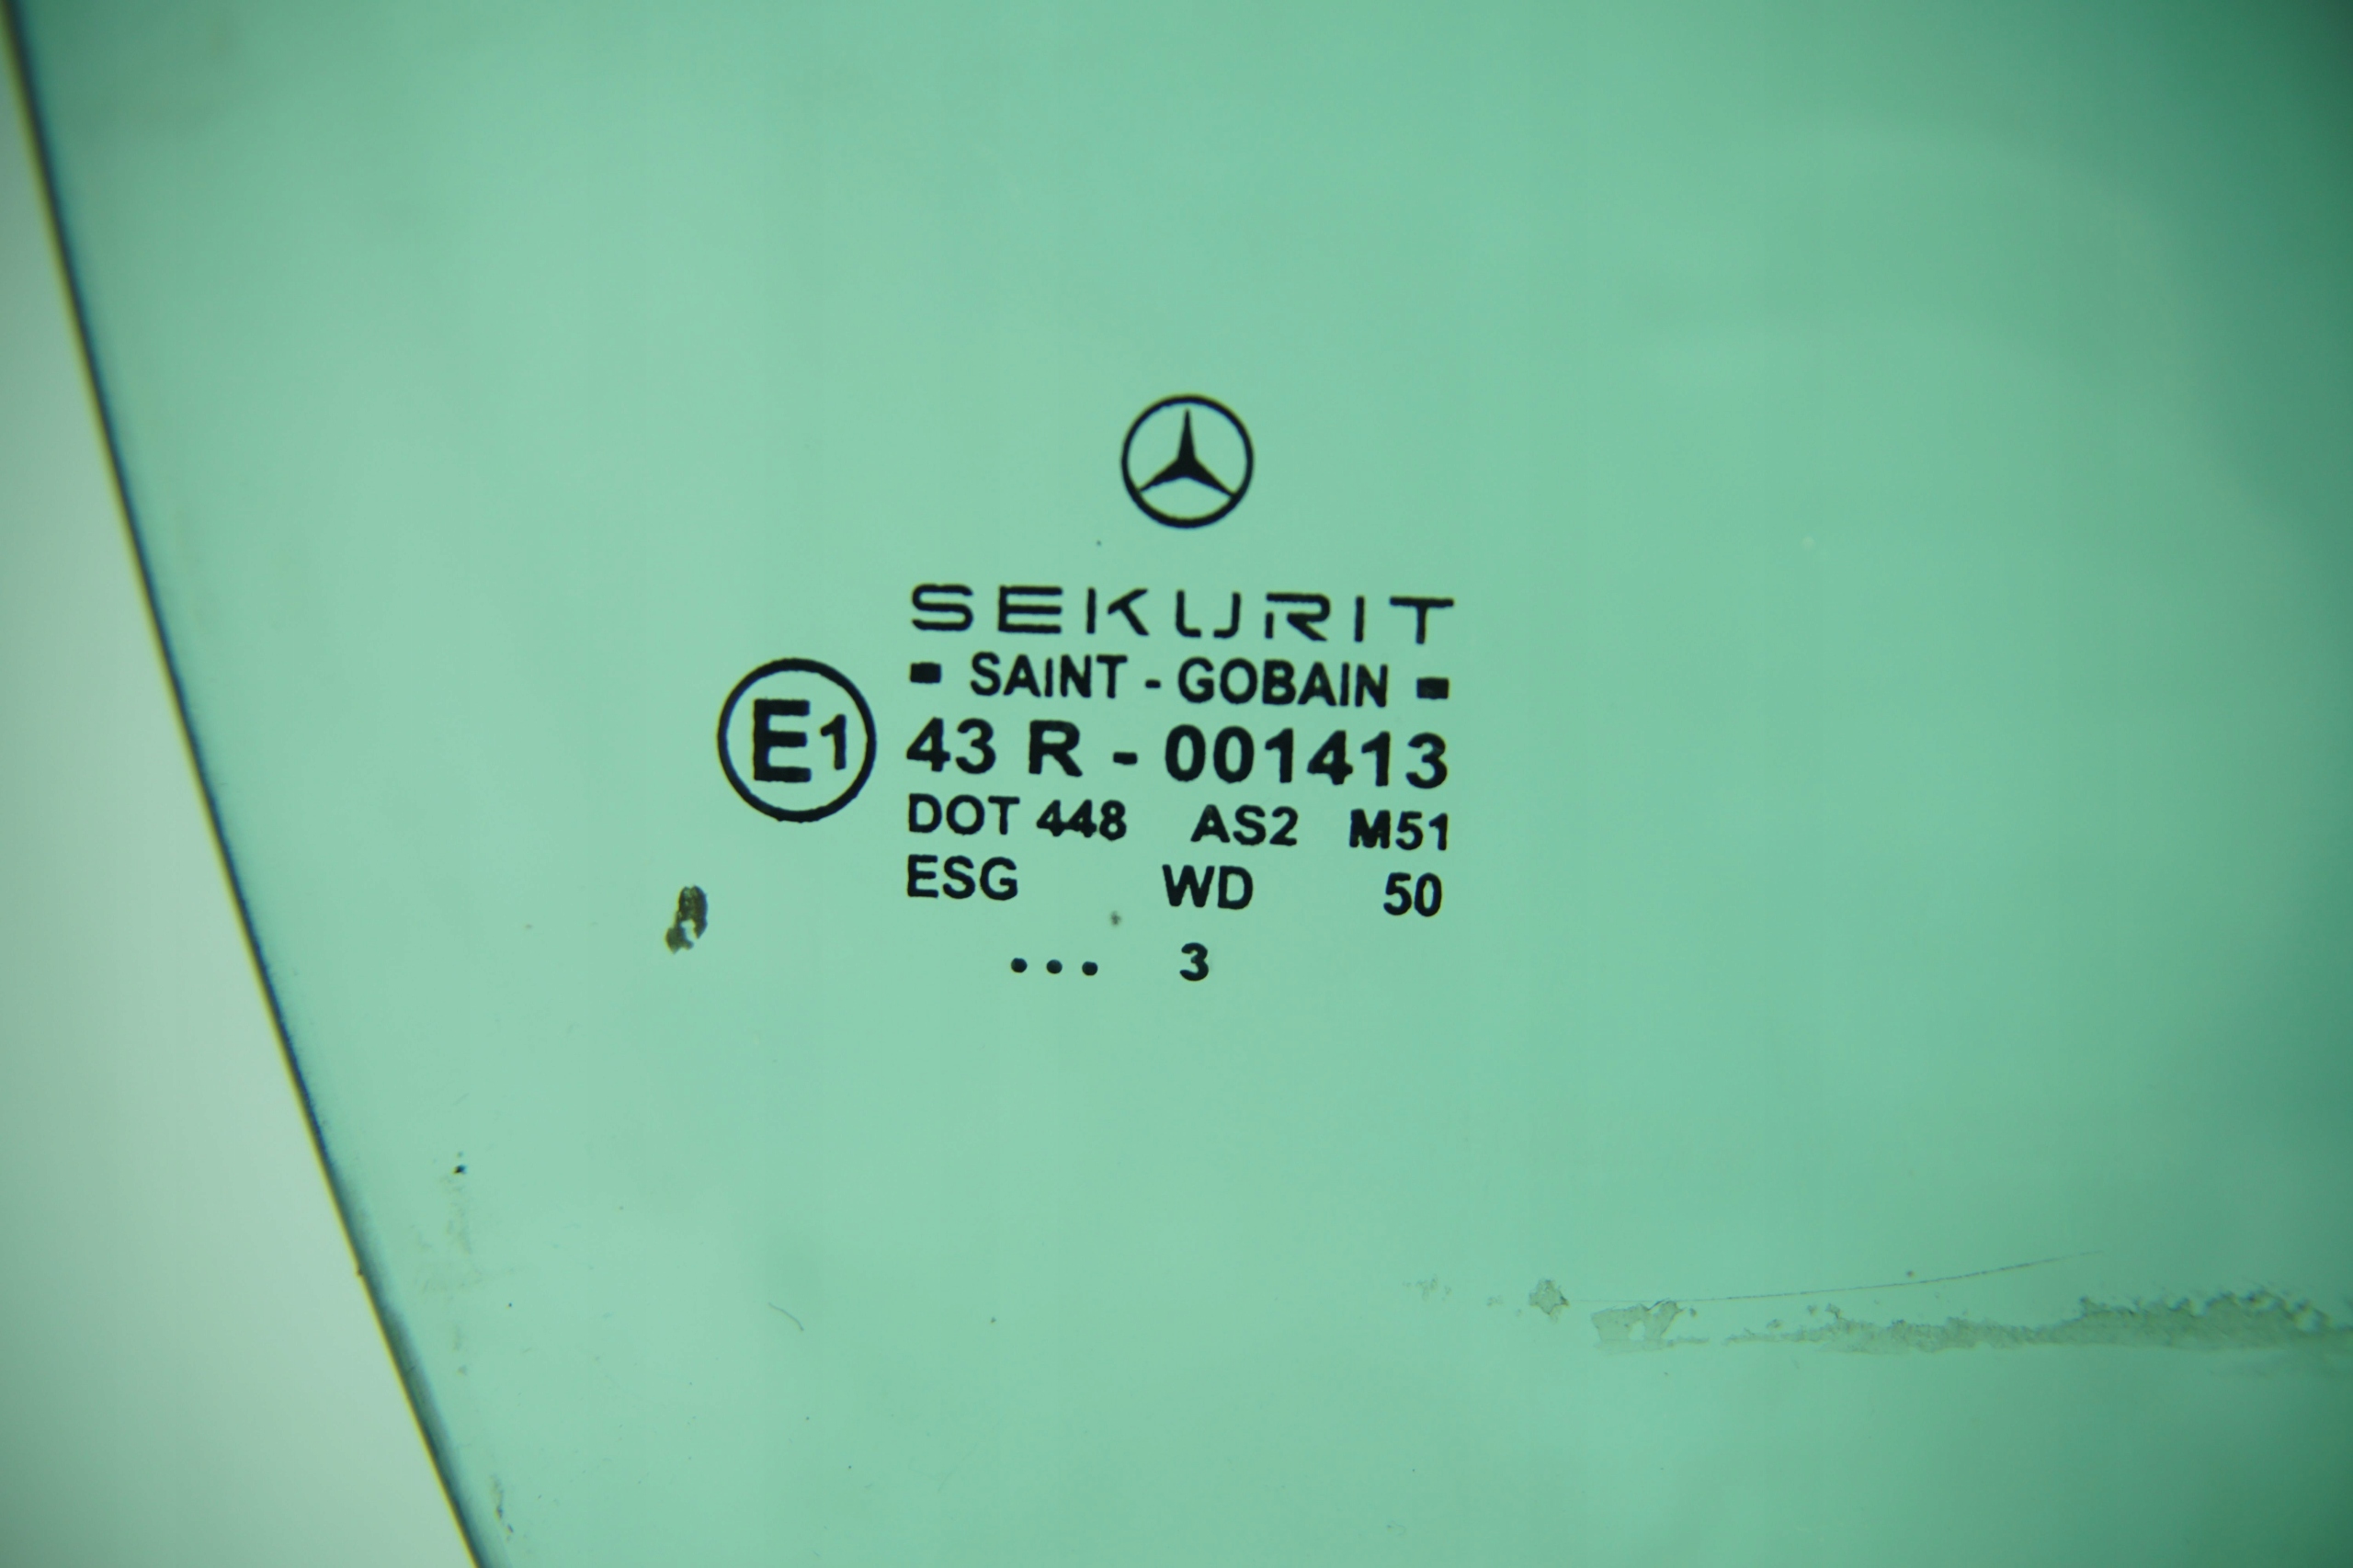 SEKURIT
- SAINT - GOBAIN -
E1 43 R - 001413
DOT 448 AS2 M51
ESG WD 50
... 3